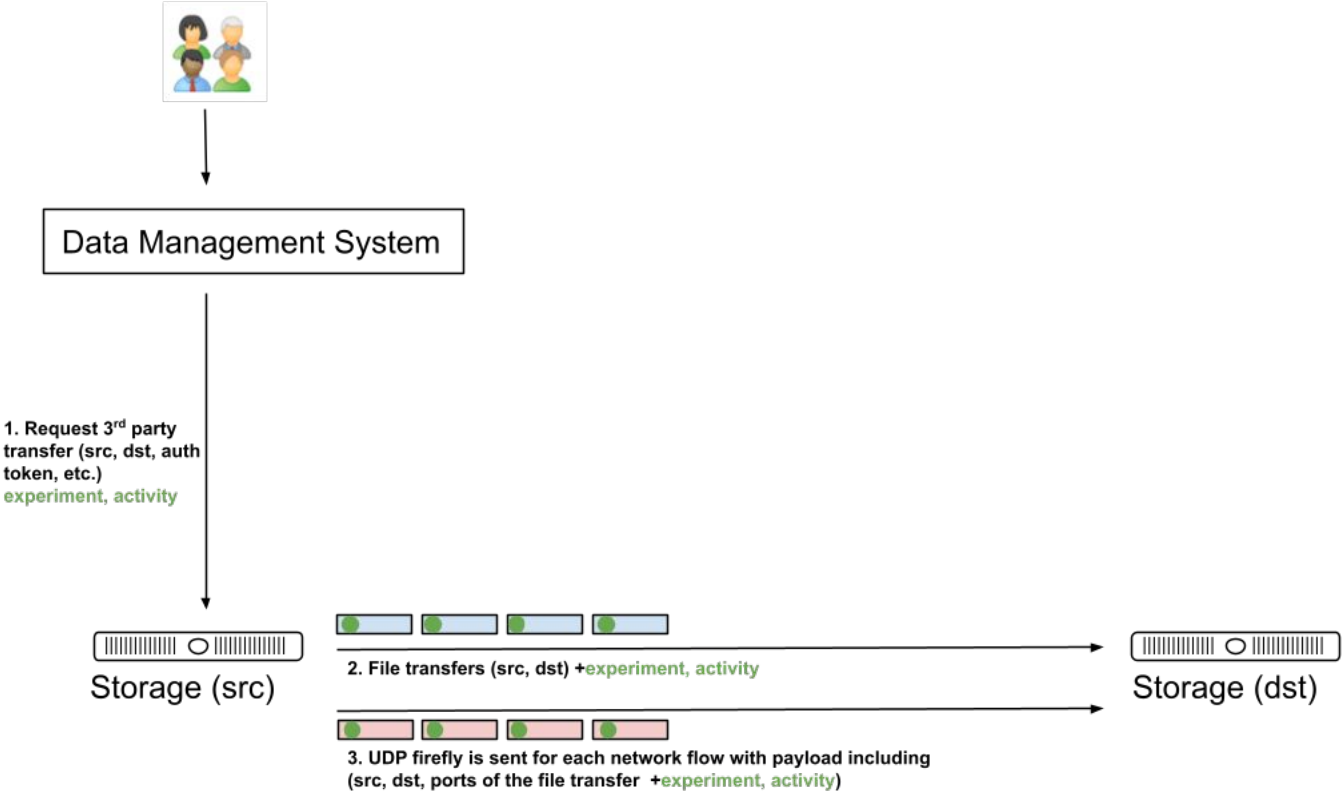 Data Management System
1. Request 3rd party
transfer (src, dst, auth
token, etc.)
experiment, activity
Storage (src)
2. File transfers (src, dst) +experiment, activity
Storage (dst)
3. UDP firefly is sent for each network flow with payload including
(src, dst, ports of the file transfer  +experiment, activity)